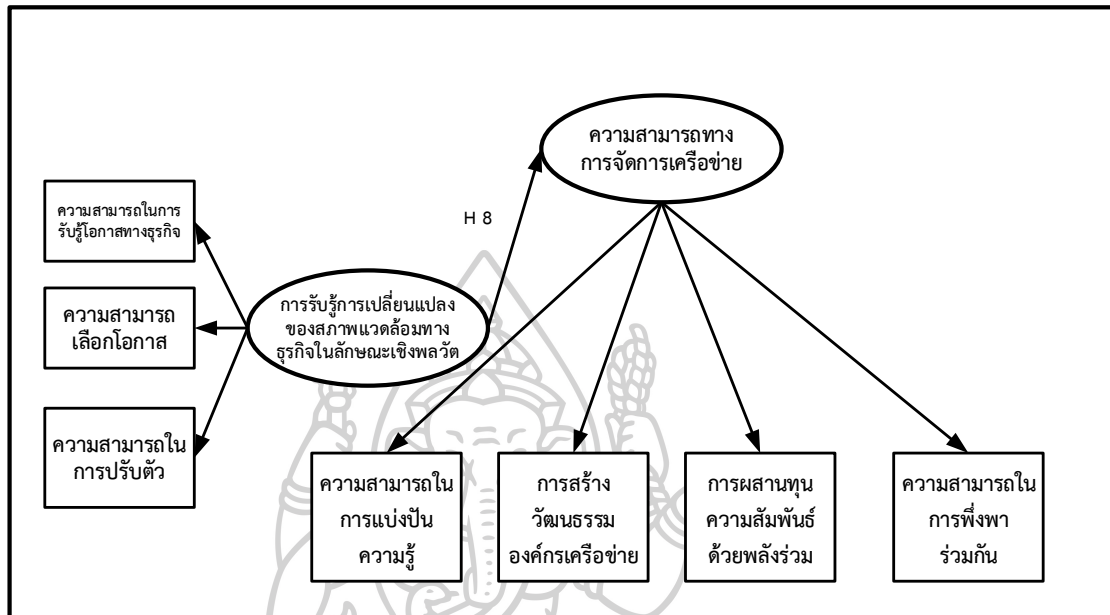 ความสามารถทาง
การจัดการเครือข่าย
H 8
ความสามารถในการ
รับรู้โอกาสทางธุรกิจ
ความสามารถ
เลือกโอกาส
ความสามารถใน
การปรับตัว
การรับรู้การเปลี่ยนแปลง
ของสภาพแวดล้อมทาง
ธุรกิจในลักษณะเชิงพลวัต
ความสามารถใน
การแบ่งปัน
ความรู้
การสร้าง
วัฒนธรรม
องค์กรเครือข่าย
การผสานทุน
ความสัมพันธ์
ด้วยพลังร่วม
ความสามารถใน
การพึ่งพา
ร่วมกัน